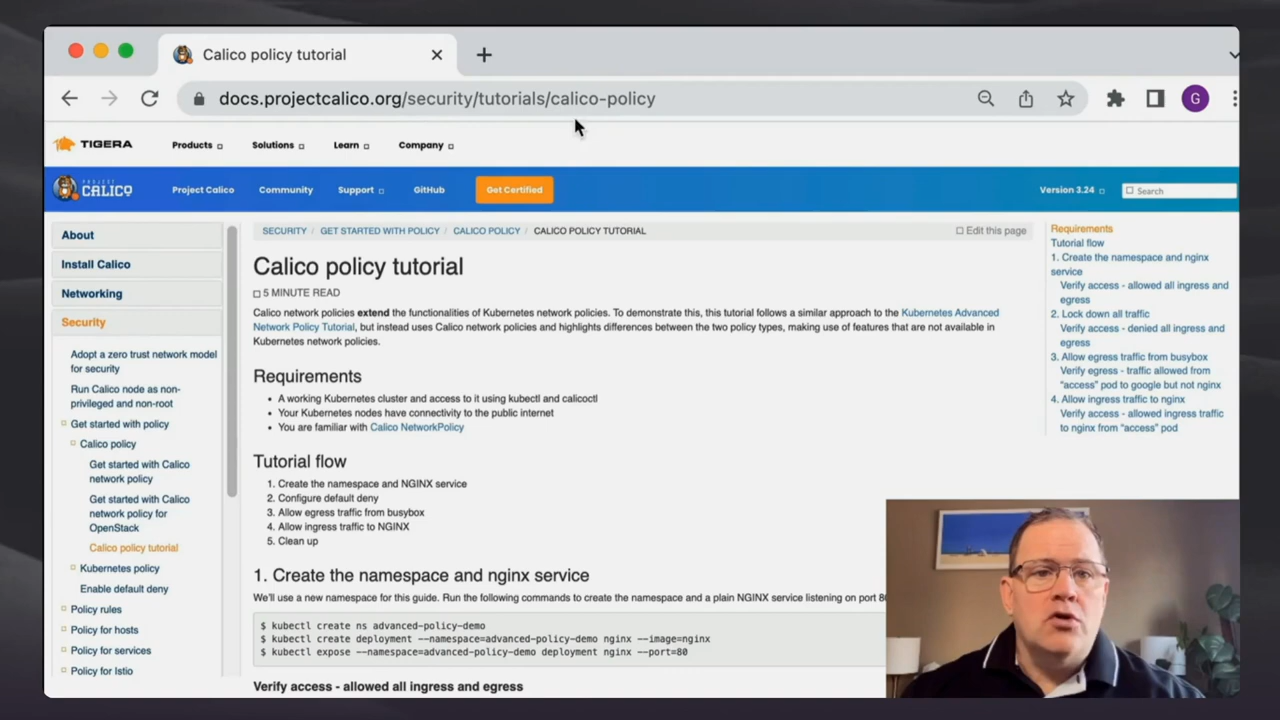 Calico policy tutorial
docs.projectcalico.org/security/tutorials/calico-policy
G
TIGERA
Products
Solutions
Learn
Company
PROJECT
CALICO
Project Calico
Community
Support
GitHub
Get Certified
Version 3.24
Search
About
Install Calico
Networking
Security
Adopt a zero trust network model
for security
Run Calico node as non-
privileged and non-root
Get started with policy
Calico policy
Get started with Calico
network policy
Get started with Calico
network policy for
OpenStack
Calico policy tutorial
Kubernetes policy
Enable default deny
Policy rules
Policy for hosts
Policy for services
Policy for Istio
SECURITY / GET STARTED WITH POLICY / CALICO POLICY / CALICO POLICY TUTORIAL
Edit this page
Calico policy tutorial
5 MINUTE READ
Calico network policies extend the functionalities of Kubernetes network policies. To demonstrate this, this tutorial follows a similar approach to the Kubernetes Advanced
Network Policy Tutorial, but instead uses Calico network policies and highlights differences between the two policy types, making use of features that are not available in
Kubernetes network policies.
Requirements
• A working Kubernetes cluster and access to it using kubectl and calicoctl
• Your Kubernetes nodes have connectivity to the public internet
• You are familiar with Calico NetworkPolicy
Tutorial flow
1. Create the namespace and NGINX service
2. Configure default deny
3. Allow egress traffic from busybox
4. Allow ingress traffic to NGINX
5. Clean up
1. Create the namespace and nginx service
We'll use a new namespace for this guide. Run the following commands to create the namespace and a plain NGINX service listening on port
$ kubectl create ns advanced-policy-demo
$ kubectl create deployment --namespace=advanced-policy-demo nginx --image=nginx
$ kubectl expose --namespace=advanced-policy-demo deployment nginx --port=80
Verify access - allowed all ingress and egress
Requirements
Tutorial flow
1. Create the namespace and nginx
service
Verify access - allowed all ingress and
egress
2. Lock down all traffic
Verify access - denied all ingress and
egress
3. Allow egress traffic from busybox
Verify egress - traffic allowed from
“access” pod to google but not nginx
4. Allow ingress traffic to nginx
Verify access - allowed ingress traffic
to nginx from “access” pod